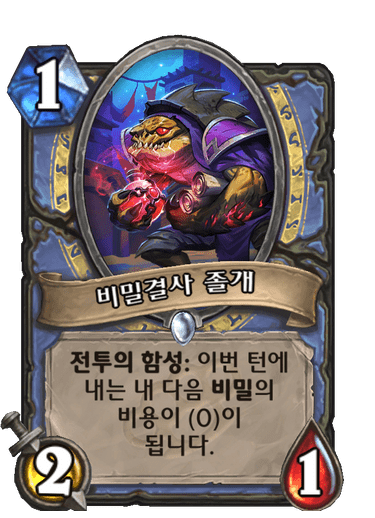 1
비밀결사 졸개
전투의 함성: 이번 턴에
내는 내 다음 비밀의
비용이 (0)이
됩니다.
2
1